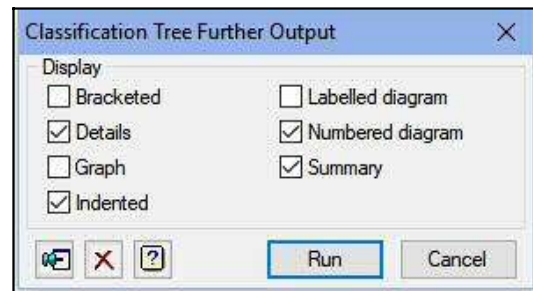 Classification Tree Further Output
Display
Bracketed
Labelled diagram
Details
Numbered diagram
Graph
Summary
Indented
?
Run
Cancel